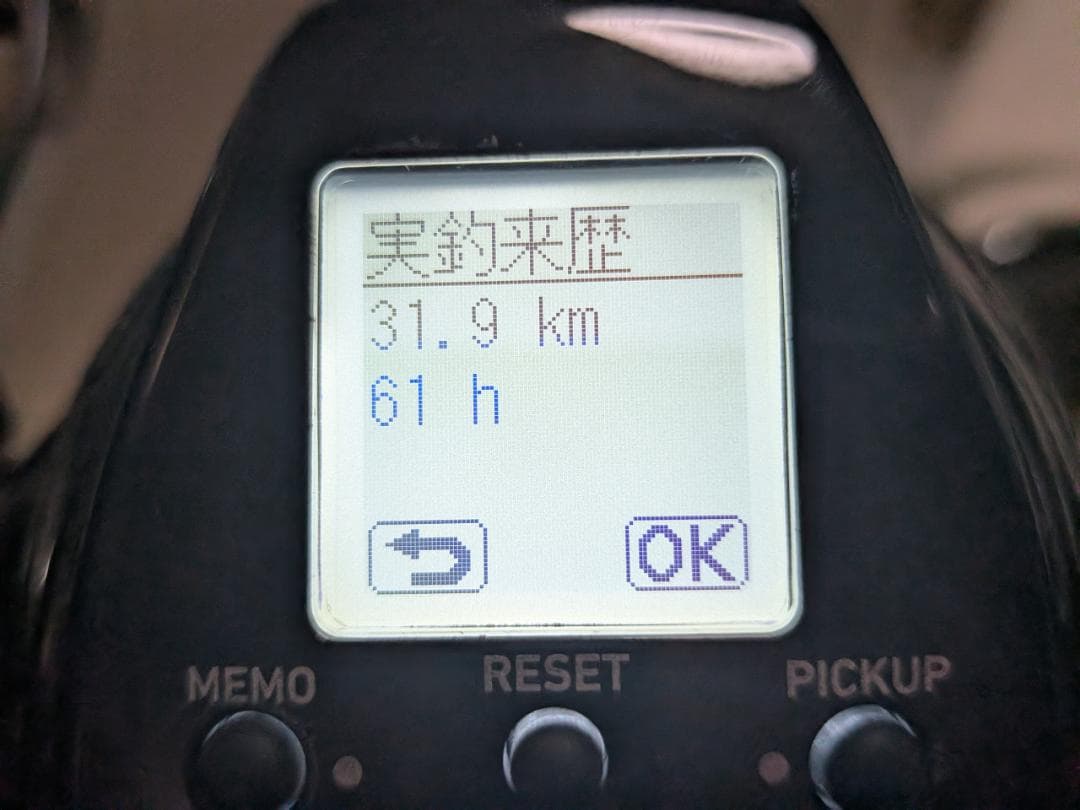 実釣来歴
31.9 km
61 h
OK
MEMO RESET PICKUP